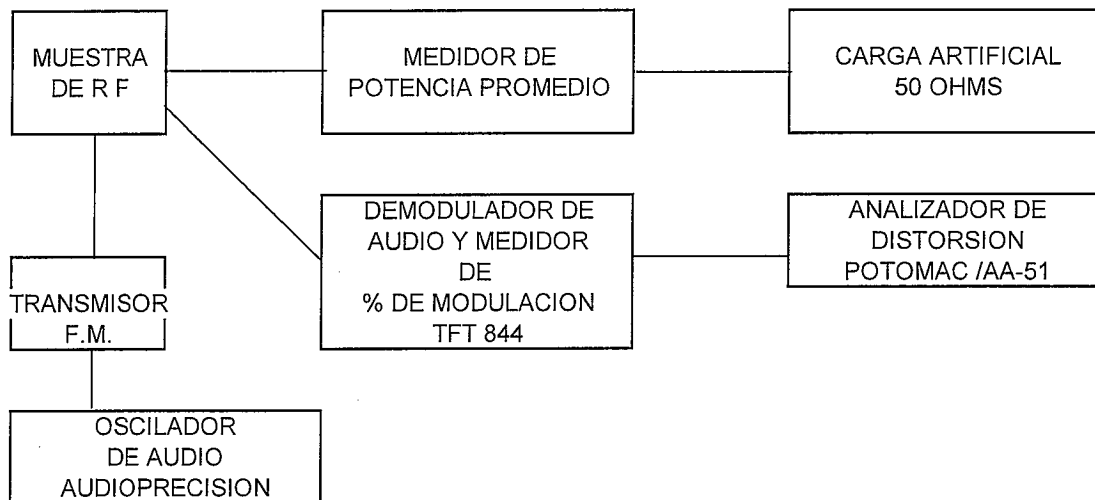 MUESTRA
DE R F
MEDIDOR DE
POTENCIA PROMEDIO
CARGA ARTIFICIAL
50 OHMS
DEMODULADOR DE
AUDIO Y MEDIDOR
DE
% DE MODULACION
TFT 844
ANALIZADOR DE
DISTORSION
POTOMAC /AA-51
TRANSMISOR
F.M.
OSCILADOR
DE AUDIO
AUDIOPRECISION